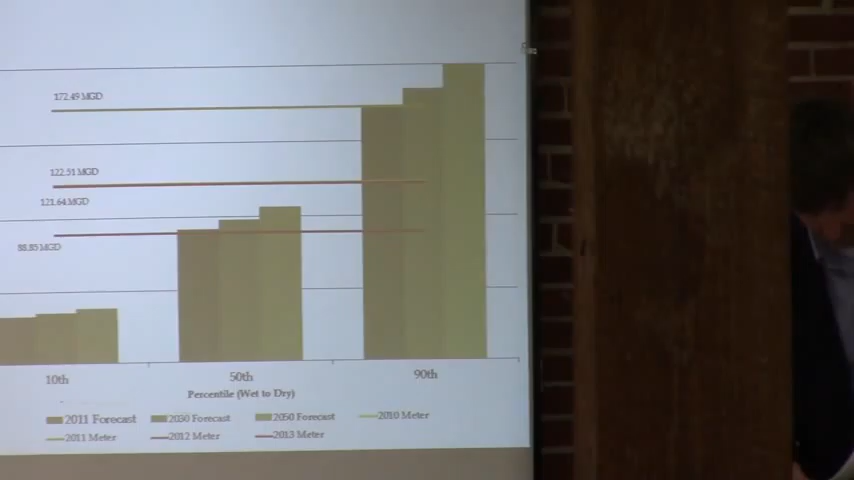 172.49 MGD
122.51 MGD
121.64 MGD
88.85 MGD
10th 50th 90th
Percentile (Wet to Dry)
2011 Forecast 2030 Forecast 2050 Forecast 2010 Meter
2011 Meter 2012 Meter 2013 Meter